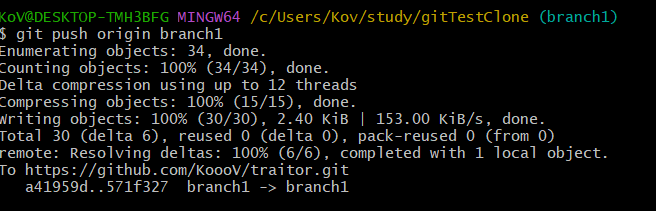 KoV@DESKTOP-TMH3BFG MINGW64 /c/Users/Kov/study/gitTestClone (branch1)
$ git push origin branch1
Enumerating objects: 34, done.
Counting objects: 100% (34/34), done.
Delta compression using up to 12 threads
Compressing objects: 100% (15/15), done.
Writing objects: 100% (30/30), 2.40 KiB | 153.00 KiB/s, done.
Total 30 (delta 6), reused 0 (delta 0), pack-reused 0 (from 0)
remote: Resolving deltas: 100% (6/6), completed with 1 local object.
To https://github.com/KoooV/traitor.git
   a41959d..571f327  branch1 -> branch1